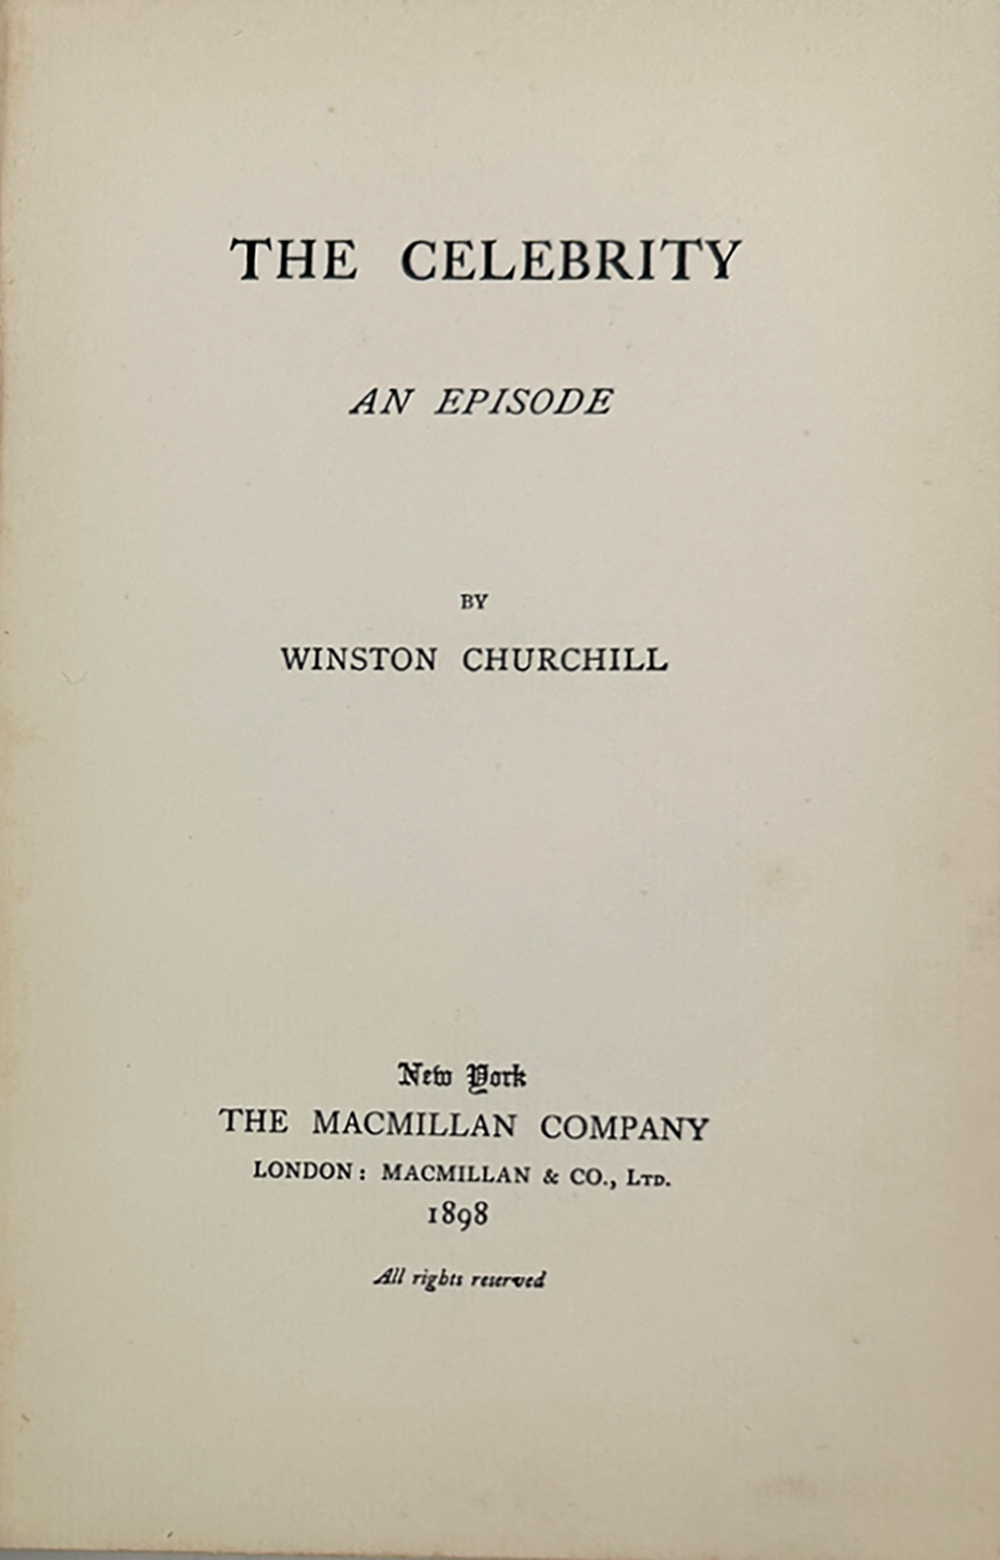 THE CELEBRITY
AN EPISODE
BY
WINSTON CHURCHILL
New York
THE MACMILLAN COMPANY
LONDON: MACMILLAN & CO., LTD.
1898
All rights reserved